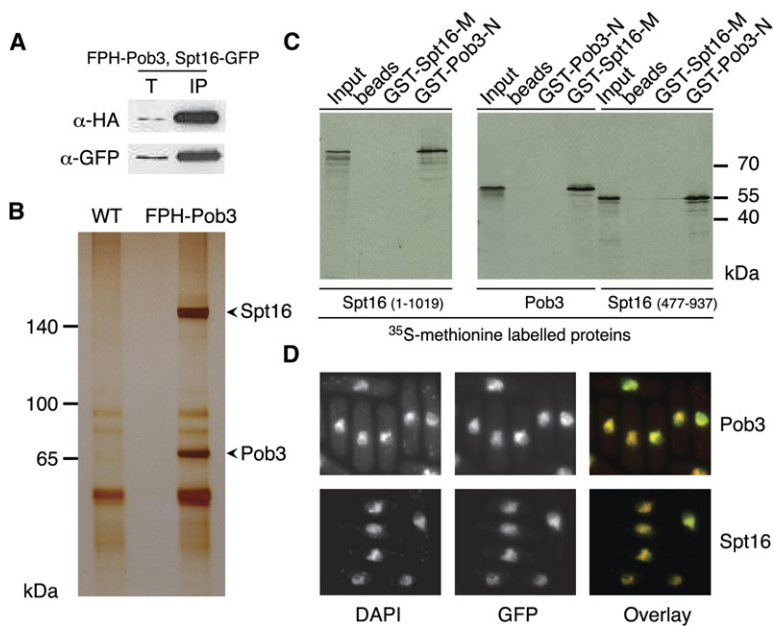 A
FPH-Pob3, Spt16-GFP
T IP
α-HA
α-GFP
B
WT FPH-Pob3
Spt16
140
100
65
Pob3
kDa
C
Input beads GST-Spt16-M GST-Pob3-N Input beads GST-Pob3-N GST-Spt16-M Input beads GST-Spt16-M GST-Pob3-N
70
55
40
kDa
Spt16 (1-1019) Pob3 Spt16 (477-937)
35S-methionine labelled proteins
D
Pob3
Spt16
DAPI GFP Overlay